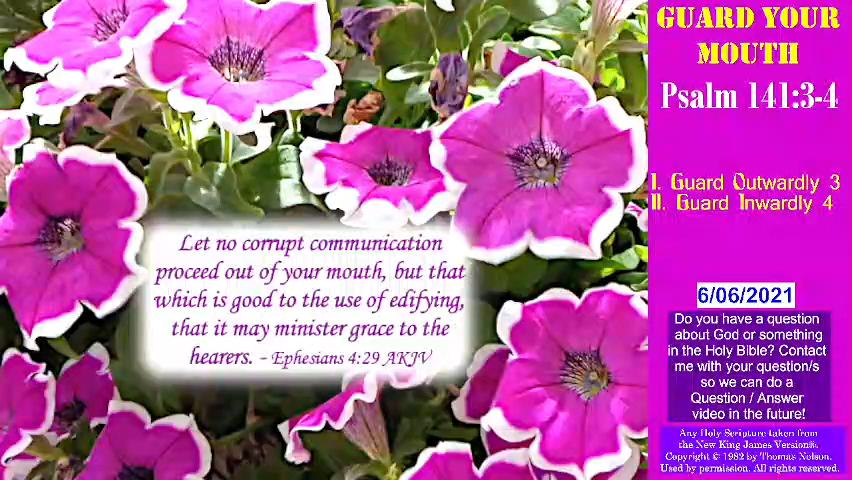 Let no corrupt communication
proceed out of your mouth, but that
which is good to the use of edifying,
that it may minister grace to the
hearers. - Ephesians 4:29 AKJV
GUARD YOUR
MOUTH
Psalm 141:3-4
I. Guard Outwardly 3
II. Guard Inwardly 4
6/06/2021
Do you have a question
about God or something
in the Holy Bible? Contact
me with your question/s
so we can do a
Question / Answer
video in the future!
Any Holy Scripture taken from
the New King James Version®.
Copyright © 1982 by Thomas Nelson.
Used by permission. All rights reserved.